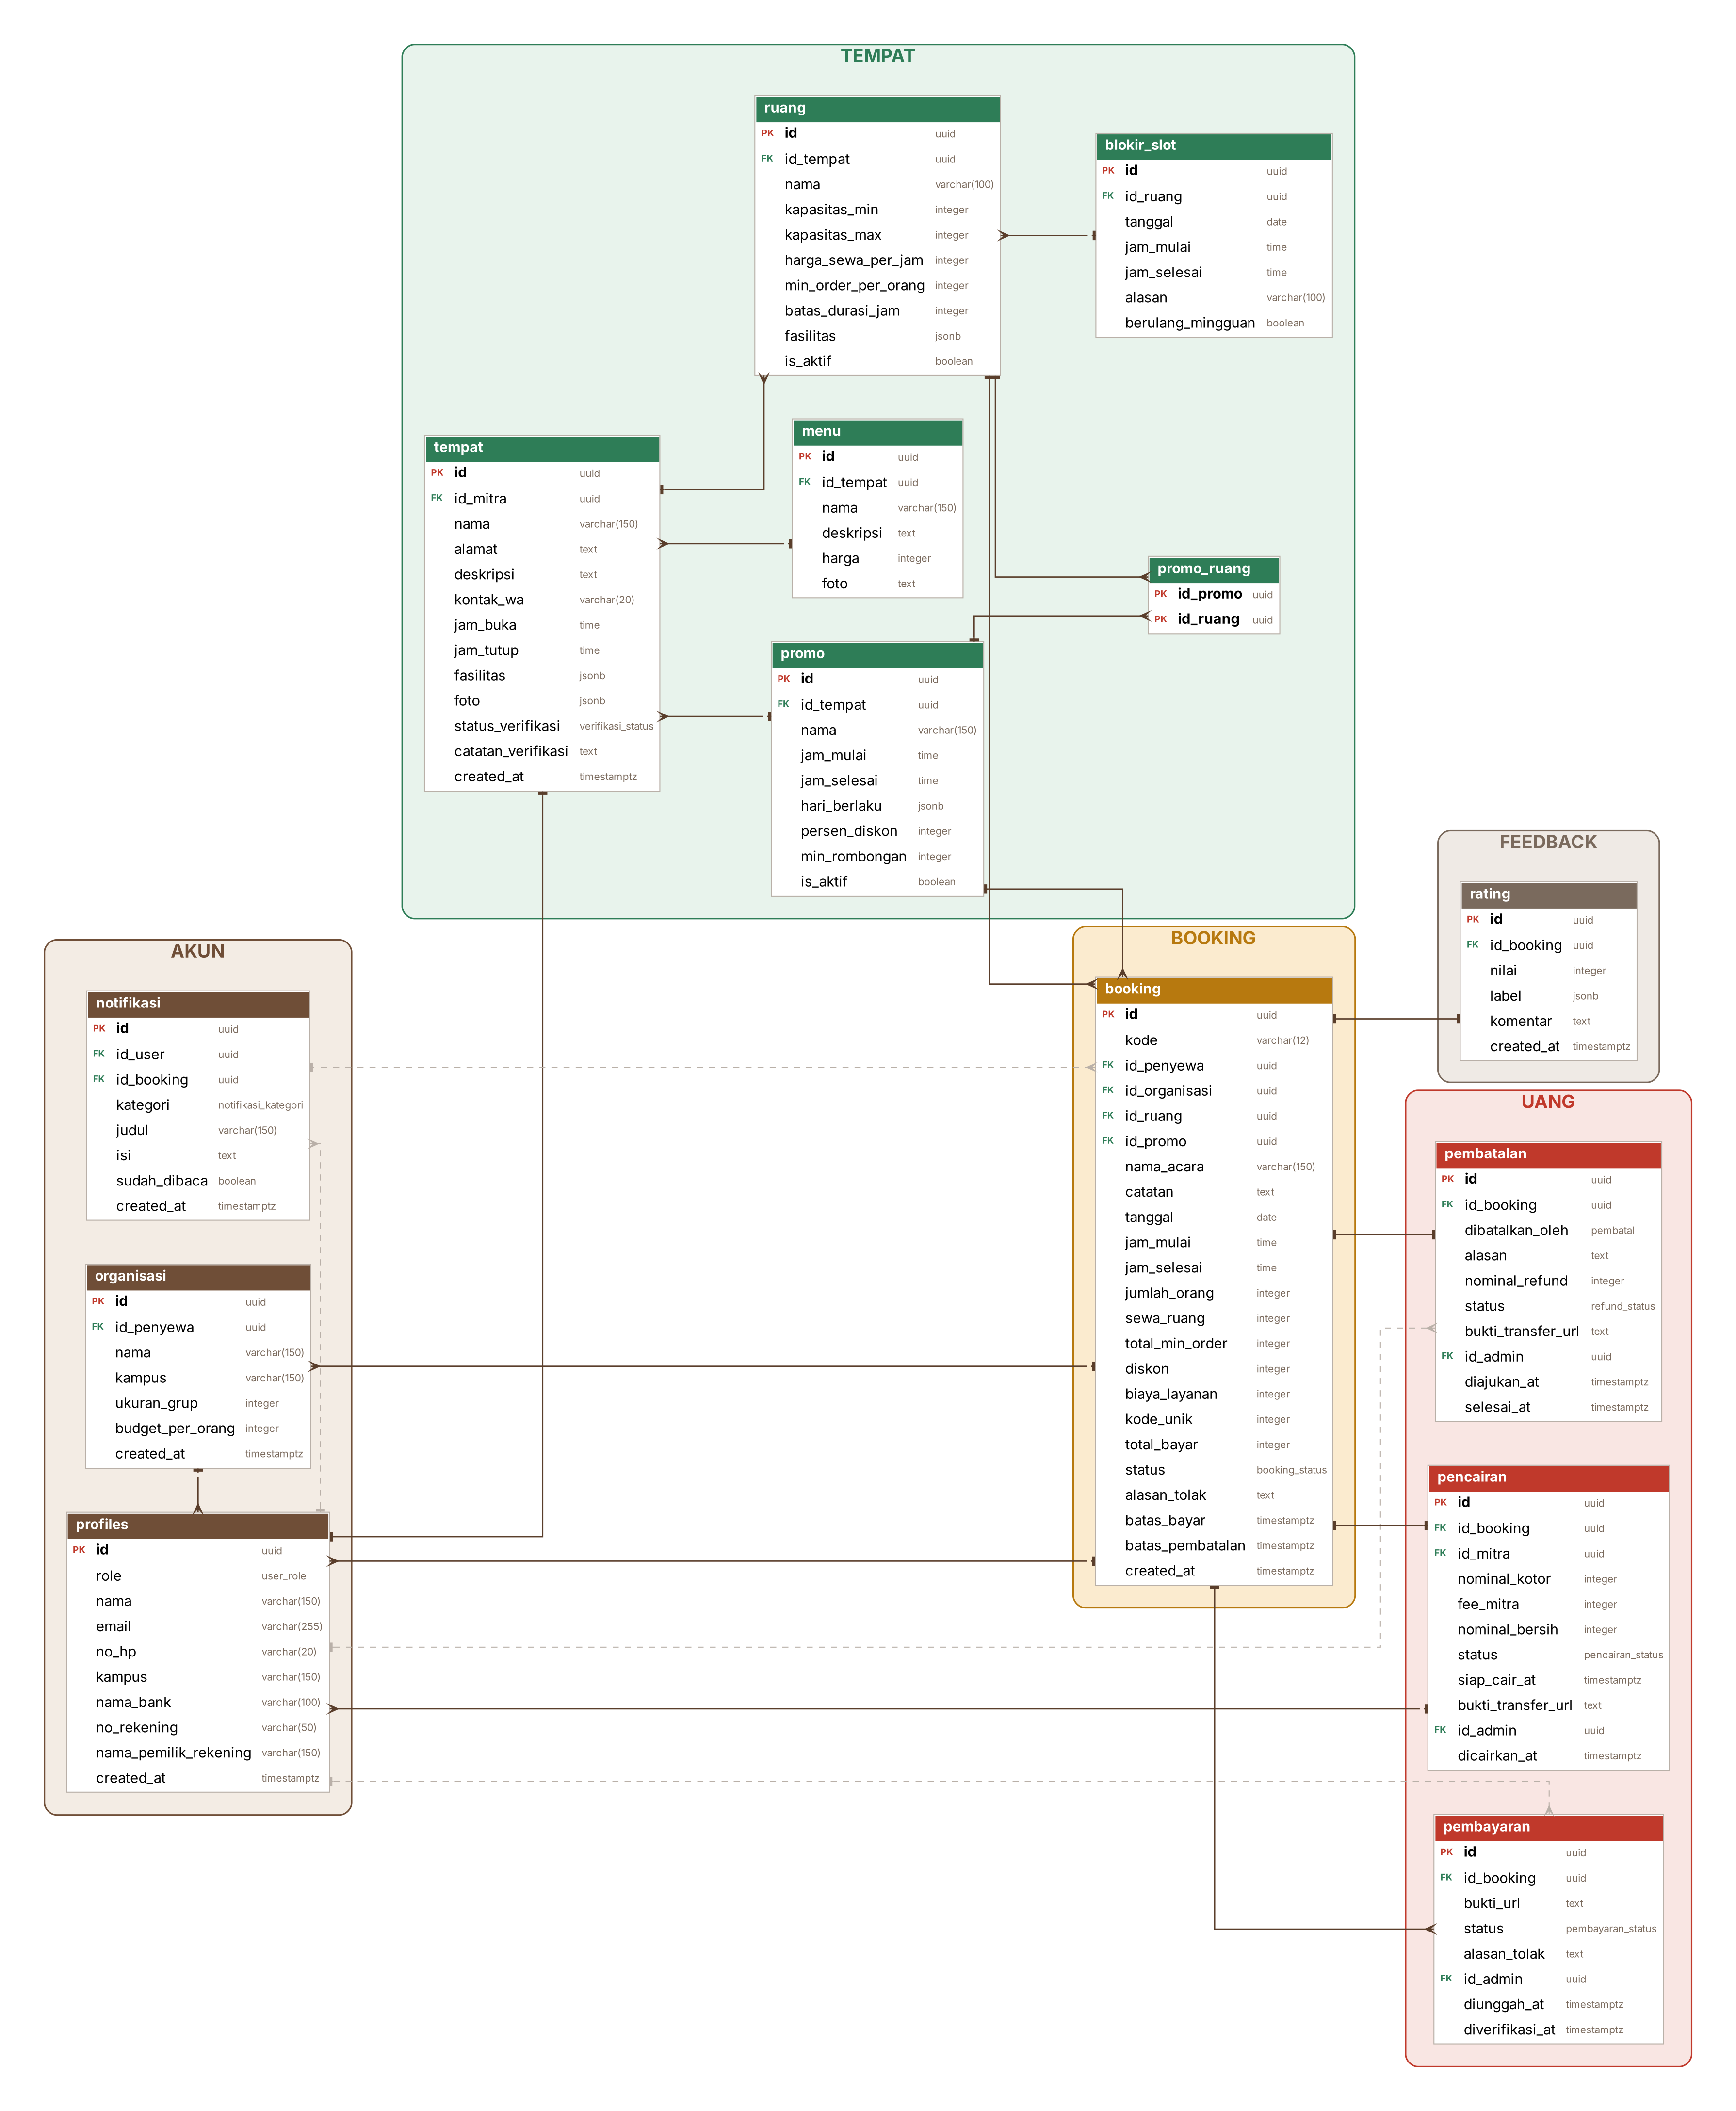 TEMPAT
ruang
PK id uuid
FK id_tempat uuid
nama varchar(100)
kapasitas_min integer
kapasitas_max integer
harga_sewa_per_jam integer
min_order_per_orang integer
batas_durasi_jam integer
fasilitas jsonb
is_aktif boolean
blokir_slot
PK id uuid
FK id_ruang uuid
tanggal date
jam_mulai time
jam_selesai time
alasan varchar(100)
berulang_mingguan boolean
tempat
PK id uuid
FK id_mitra uuid
nama varchar(150)
alamat text
deskripsi text
kontak_wa varchar(20)
jam_buka time
jam_tutup time
fasilitas jsonb
foto jsonb
status_verifikasi verifikasi_status
catatan_verifikasi text
created_at timestamptz
menu
PK id uuid
FK id_tempat uuid
nama varchar(150)
deskripsi text
harga integer
foto text
promo_ruang
PK id_promo uuid
PK id_ruang uuid
promo
PK id uuid
FK id_tempat uuid
nama varchar(150)
jam_mulai time
jam_selesai time
hari_berlaku jsonb
persen_diskon integer
min_rombongan integer
is_aktif boolean
FEEDBACK
rating
PK id uuid
FK id_booking uuid
nilai integer
label jsonb
komentar text
created_at timestamptz
AKUN
notifikasi
PK id uuid
FK id_user uuid
FK id_booking uuid
kategori notifikasi_kategori
judul varchar(150)
isi text
sudah_dibaca boolean
created_at timestamptz
organisasi
PK id uuid
FK id_penyewa uuid
nama varchar(150)
kampus varchar(150)
ukuran_grup integer
budget_per_orang integer
created_at timestamptz
profiles
PK id uuid
role user_role
nama varchar(150)
email varchar(255)
no_hp varchar(20)
kampus varchar(150)
nama_bank varchar(100)
no_rekening varchar(50)
nama_pemilik_rekening varchar(150)
created_at timestamptz
BOOKING
booking
PK id uuid
kode varchar(12)
FK id_penyewa uuid
FK id_organisasi uuid
FK id_ruang uuid
FK id_promo uuid
nama_acara varchar(150)
catatan text
tanggal date
jam_mulai time
jam_selesai time
jumlah_orang integer
sewa_ruang integer
total_min_order integer
diskon integer
biaya_layanan integer
kode_unik integer
total_bayar integer
status booking_status
alasan_tolak text
batas_bayar timestamptz
batas_pembatalan timestamptz
created_at timestamptz
UANG
pembatalan
PK id uuid
FK id_booking uuid
dibatalkan_oleh pembatal
alasan text
nominal_refund integer
status refund_status
bukti_transfer_url text
FK id_admin uuid
diajukan_at timestamptz
selesai_at timestamptz
pencairan
PK id uuid
FK id_booking uuid
FK id_mitra uuid
nominal_kotor integer
fee_mitra integer
nominal_bersih integer
status pencairan_status
siap_cair_at timestamptz
bukti_transfer_url text
FK id_admin uuid
dicairkan_at timestamptz
pembayaran
PK id uuid
FK id_booking uuid
bukti_url text
status pembayaran_status
alasan_tolak text
FK id_admin uuid
diunggah_at timestamptz
diverifikasi_at timestamptz